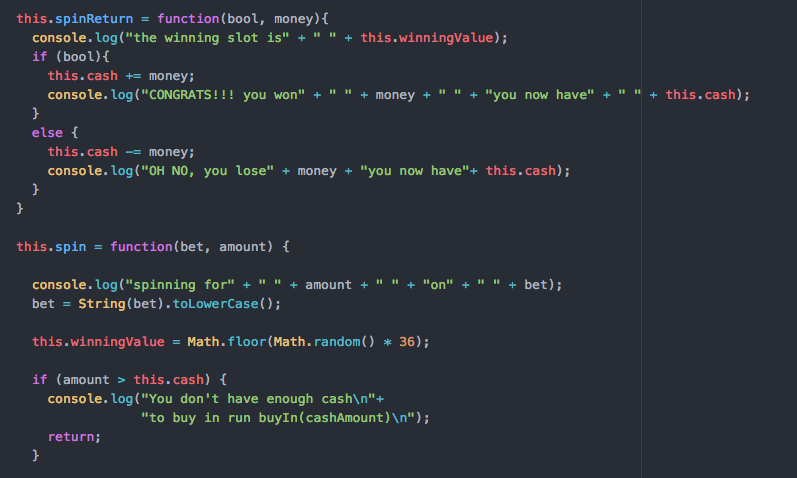 this.spinReturn = function(bool, money){
  console.log("the winning slot is" + " " + this.winningValue);
  if (bool){
    this.cash += money;
    console.log("CONGRATS!!! you won" + " " + money + " " + "you now have" + " " + this.cash);
  }
  else {
    this.cash -= money;
    console.log("OH NO, you lose" + money + "you now have"+ this.cash);
  }
}
this.spin = function(bet, amount) {
  console.log("spinning for" + " " + amount + " " + "on" + " " + bet);
  bet = String(bet).toLowerCase();
  this.winningValue = Math.floor(Math.random() * 36);
  if (amount > this.cash) {
    console.log("You don't have enough cash\n"+
                "to buy in run buyIn(cashAmount)\n");
    return;
  }